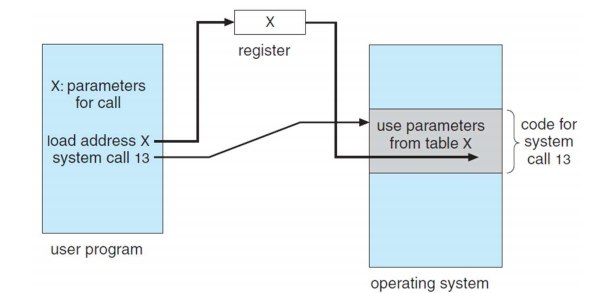 X
register
X: parameters
for call
load address X
system call 13
use parameters
from table X
code for
system
call 13
user program
operating system